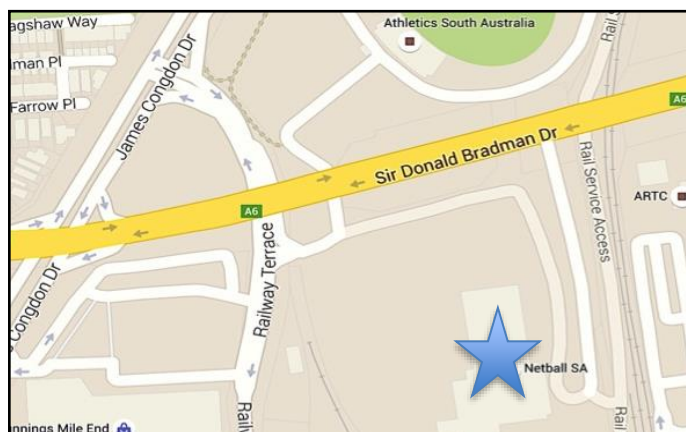 agshaw Way
man Pl
Farrow Pl
James Congdon Dr
Athletics South Australia
Rail S
A6
Sir Donald Bradman Dr
A6
Rail Service Access
ARTC
Railway Terrace
s Congdon Dr
Netball SA
Railw
Rail
nnings Mile End